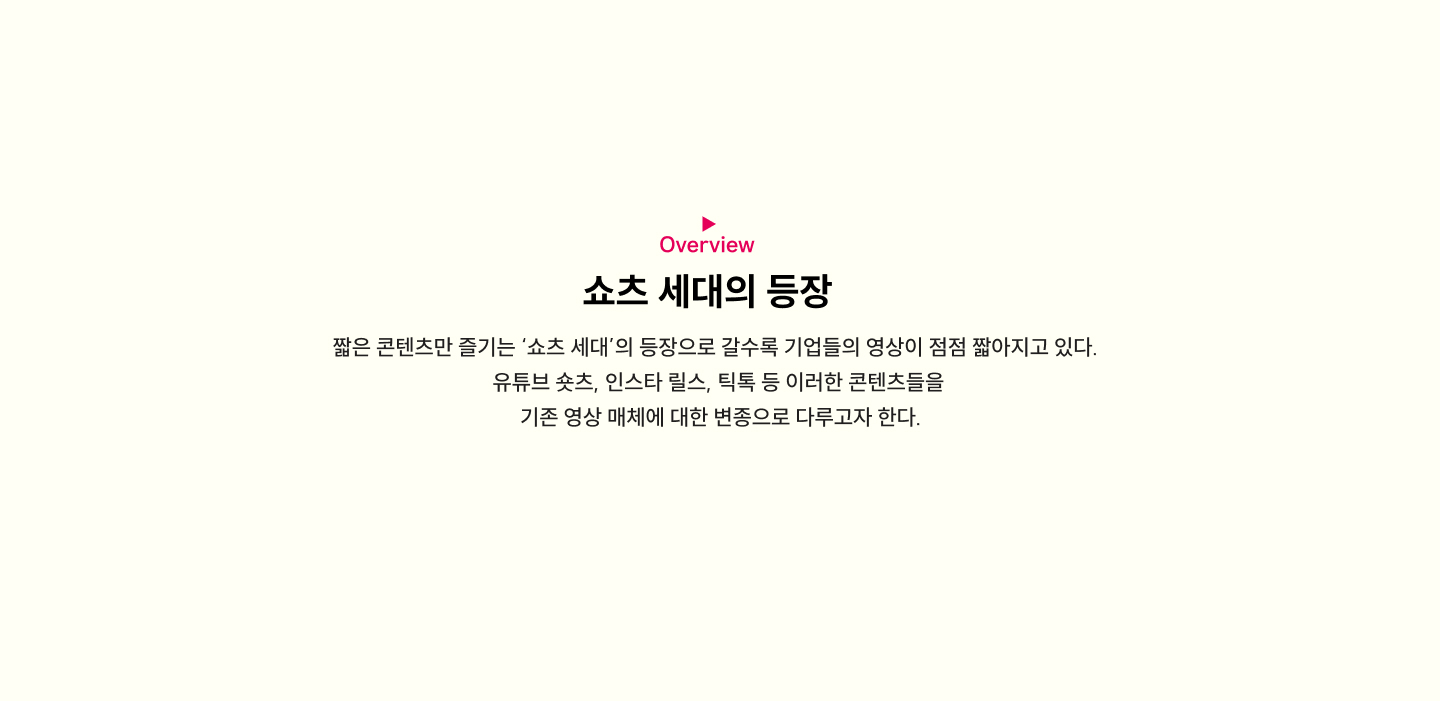 Overview
쇼츠 세대의 등장
짧은 콘텐츠만 즐기는 ‘쇼츠 세대’의 등장으로 갈수록 기업들의 영상이 점점 짧아지고 있다.
유튜브 숏츠, 인스타 릴스, 틱톡 등 이러한 콘텐츠들을
기존 영상 매체에 대한 변종으로 다루고자 한다.